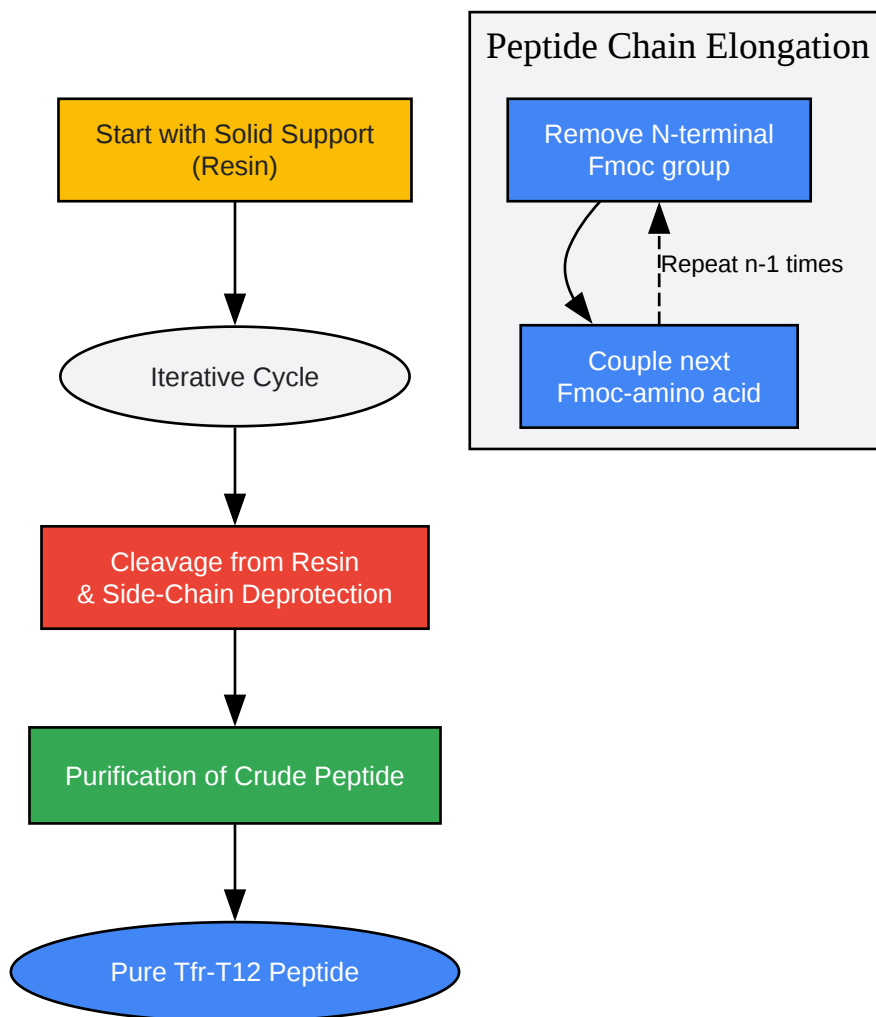 Peptide Chain Elongation
Start with Solid Support
(Resin)
Remove N-terminal
Fmoc group
Repeat n-1 times
Iterative Cycle
Couple next
Fmoc-amino acid
Cleavage from Resin
& Side-Chain Deprotection
Purification of Crude Peptide
Pure Tfr-T12 Peptide